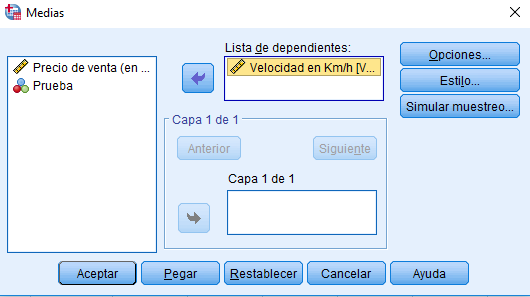 Medias
Lista de dependientes:
Precio de venta (en ...
Prueba
Velocidad en Km/h [V...
Opciones...
Estilo...
Simular muestreo...
Capa 1 de 1
Anterior
Siguiente
Capa 1 de 1
Aceptar
Pegar
Restablecer
Cancelar
Ayuda